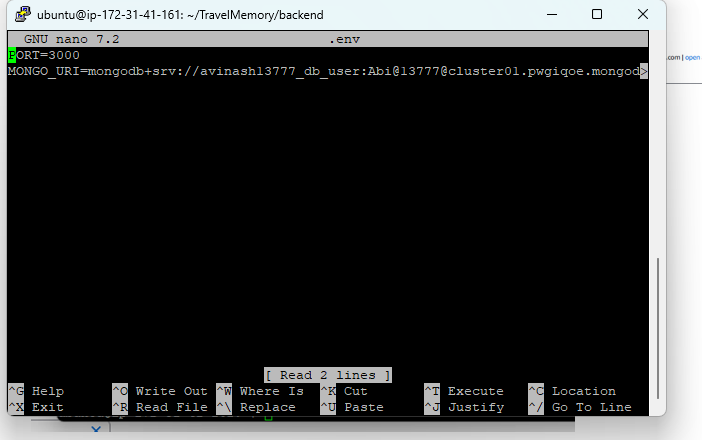 ubuntu@ip-172-31-41-161: ~/TravelMemory/backend
GNU nano 7.2 .env
PORT=3000
MONGO_URI=mongodb+srv://avinash13777_db_user:Abi@13777@cluster01.pwgiqoe.mongod>
.com | open
[ Read 2 lines ]
^G Help ^O Write Out ^W Where Is ^K Cut ^T Execute ^C Location
^X Exit ^R Read File ^\ Replace ^U Paste ^J Justify ^/ Go To Line